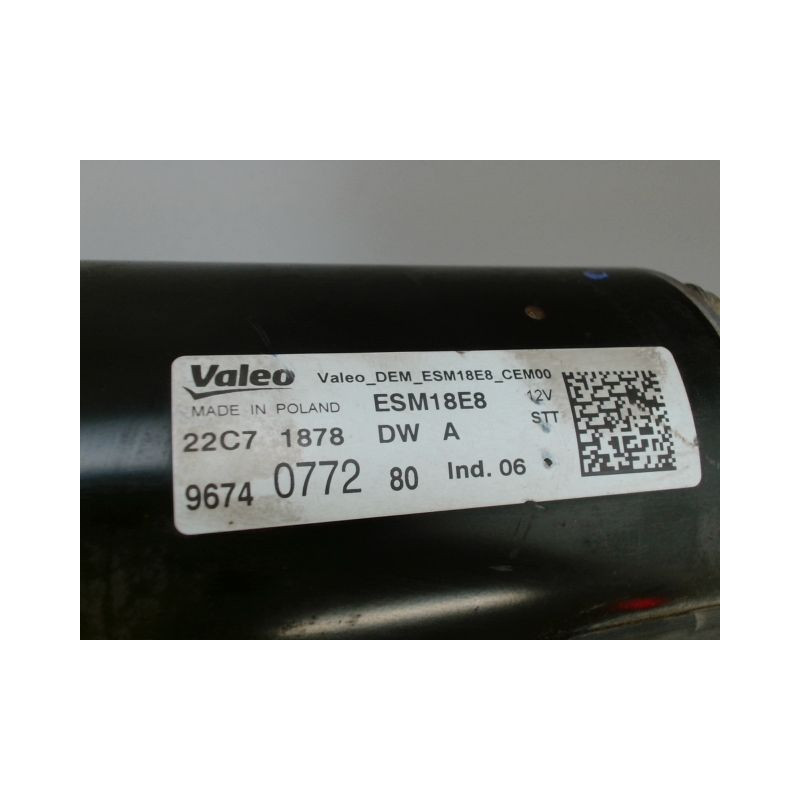 Valeo Valeo_DEM_ESM18E8_CEM00
MADE IN POLAND ESM18E8 12V
22C7 1878 DW A STT
9674 0772 80 Ind. 06